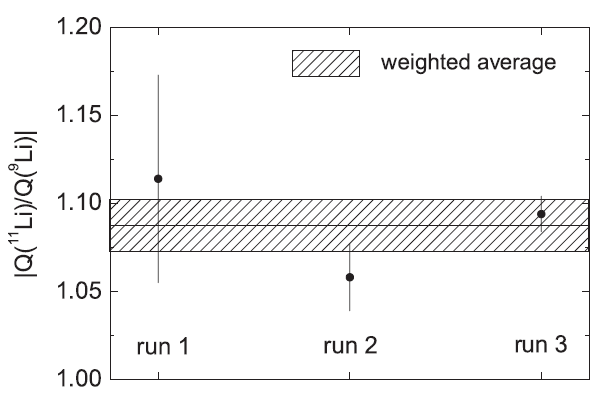 1.20
weighted average
1.15
1.10
1.05
1.00
|Q(¹¹Li)/Q(⁹Li)|
run 1
run 2
run 3